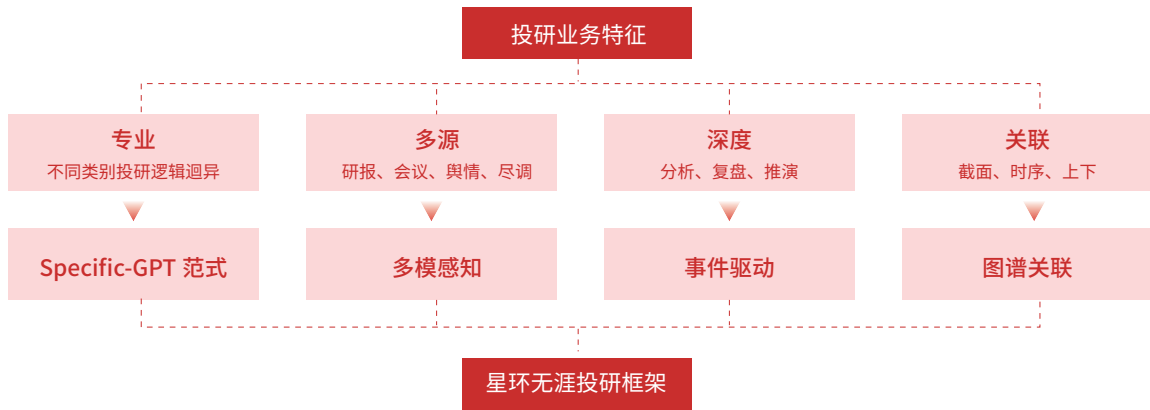 投研业务特征
专业
不同类别投研逻辑迥异
多源
研报、会议、舆情、尽调
深度
分析、复盘、推演
关联
截面、时序、上下
Specific-GPT 范式
多模感知
事件驱动
图谱关联
星环无涯投研框架